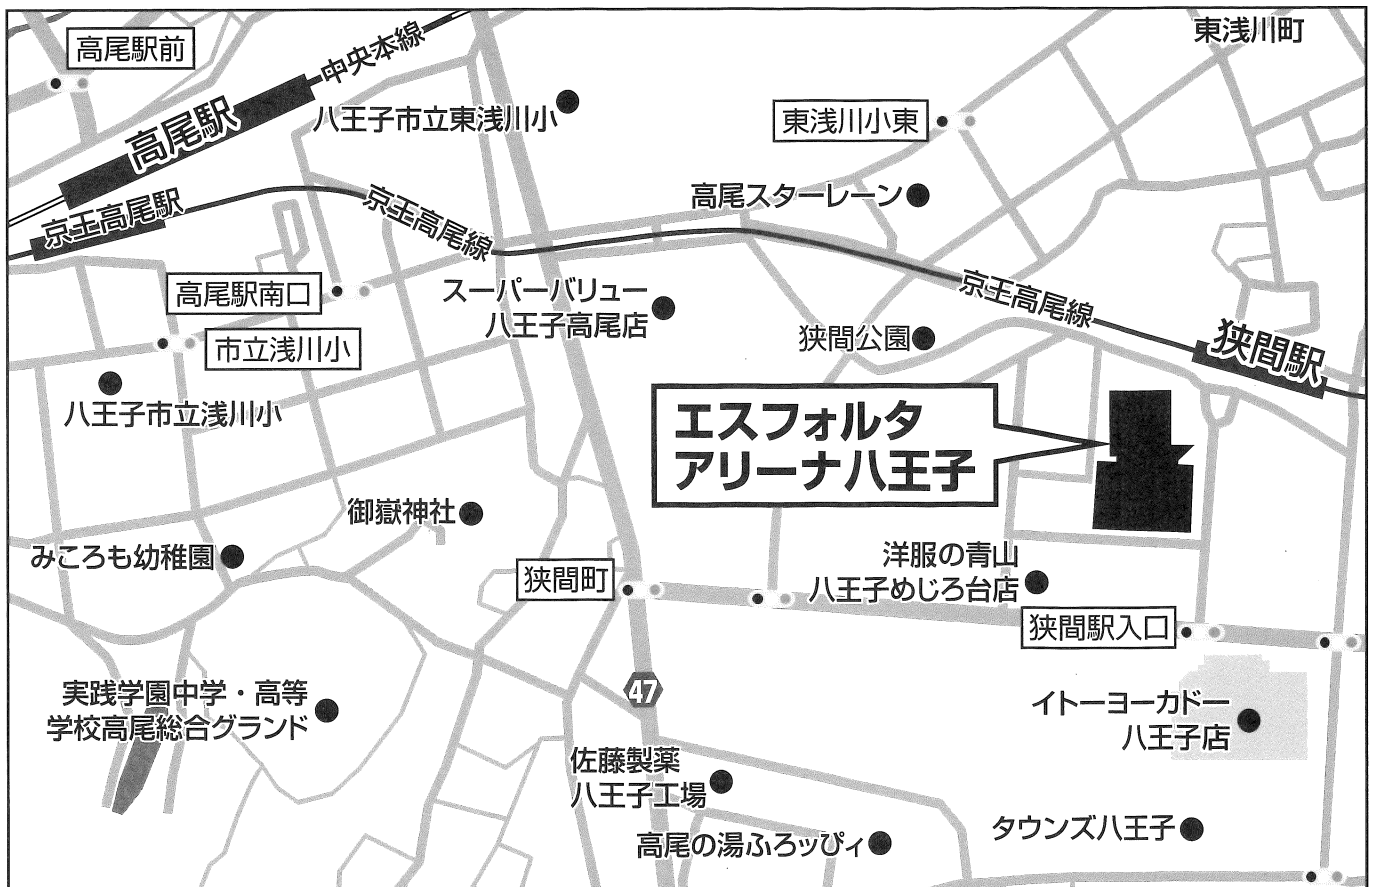 東浅川町
高尾駅前
中央本線
高尾駅
八王子市立東浅川小
東浅川小東
高尾スターレーン
京王高尾駅
京王高尾線
高尾駅南口
スーパーバリュー
八王子高尾店
京王高尾線
狭間公園
狭間駅
市立浅川小
八王子市立浅川小
エスフォルタ
アリーナ八王子
御嶽神社
みころも幼稚園
狭間町
洋服の青山
八王子めじろ台店
狭間駅入口
実践学園中学・高等
学校高尾総合グランド
47
イトーヨーカドー
八王子店
佐藤製薬
八王子工場
高尾の湯ふろッぴィ
タウンズ八王子